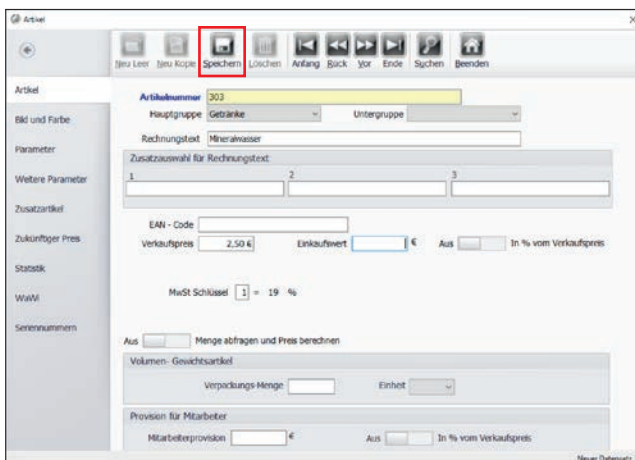 Artikel
Neu Leer Neu Kopie Speichern Löschen Anfang Rück Vor Ende Suchen Beenden
Artikel
Bild und Farbe
Parameter
Weitere Parameter
Zusatzartikel
Zukünftiger Preis
Statistik
WaWi
Seriennummern
Artikelnummer 303
Hauptgruppe Getränke Untergruppe
Rechnungstext Mineralwasser
Zusatzauswahl für Rechnungstext
1 2 3
EAN - Code
Verkaufspreis 2,50 € Einkaufswert € Aus In % vom Verkaufspreis
MwSt Schlüssel 1 = 19 %
Aus Menge abfragen und Preis berechnen
Volumen- Gewichtsartikel
Verpackungs-Menge Einheit
Provision für Mitarbeiter
Mitarbeiterprovision € Aus In % vom Verkaufspreis
Neuer Datensatz